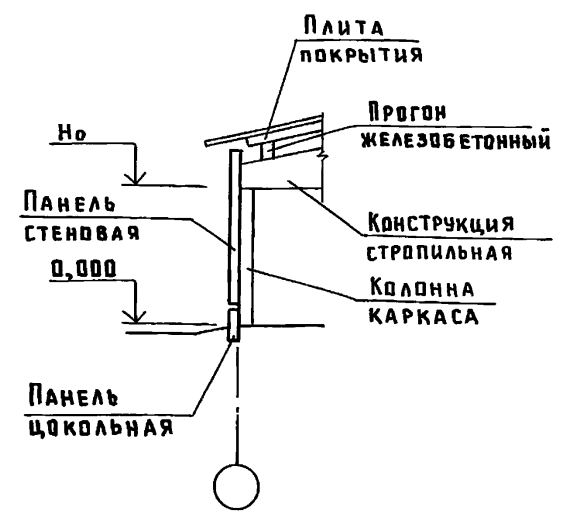 Плита
покрытия
Прогон
железобетонный
Но
Панель
стеновая
Конструкция
стропильная
0,000
Колонна
каркаса
Панель
цокольная